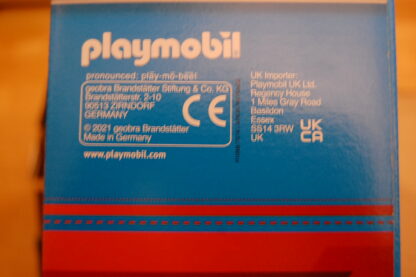 playmobil
pronounced: plāy-mō-bēēl
geobra Brandstätter Stiftung & Co. KG
Brandstätterstr. 2-10
90513 ZIRNDORF
GERMANY
© 2021 geobra Brandstätter
Made in Germany
CE
www.playmobil.com
UK Importer:
Playmobil UK Ltd.
Regency House
1 Miles Gray Road
Basildon
Essex
SS14 3RW
UK
UK
CA